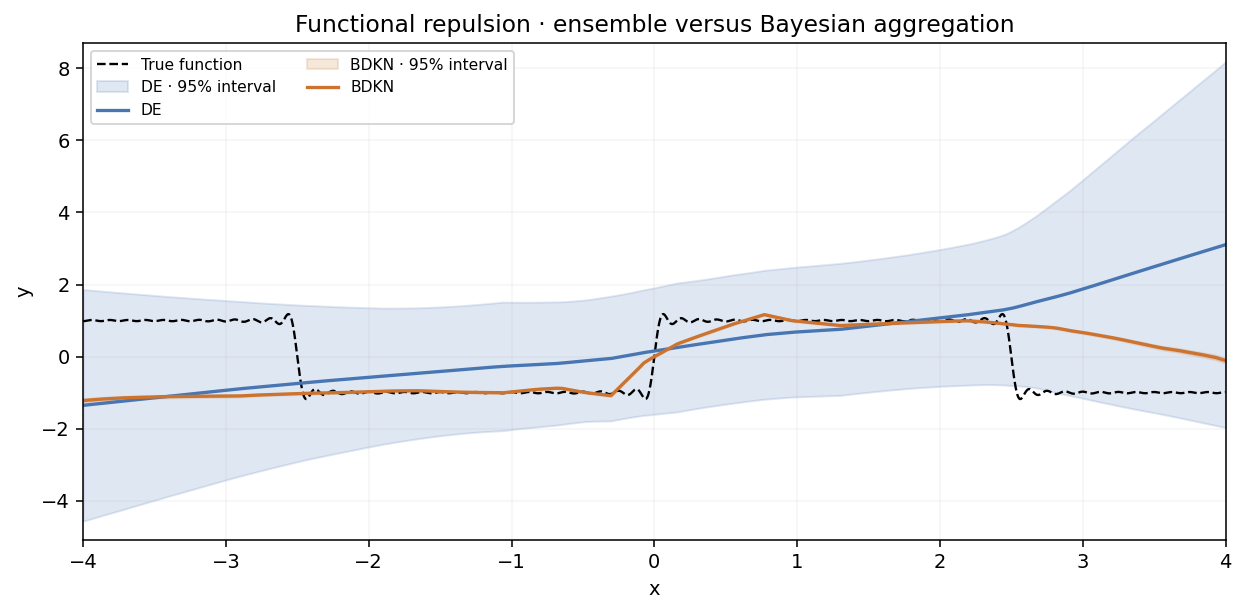 Functional repulsion · ensemble versus Bayesian aggregation
True function
DE · 95% interval
DE
BDKN · 95% interval
BDKN
y
8
6
4
2
0
−2
−4
−4 −3 −2 −1 0 1 2 3 4
x